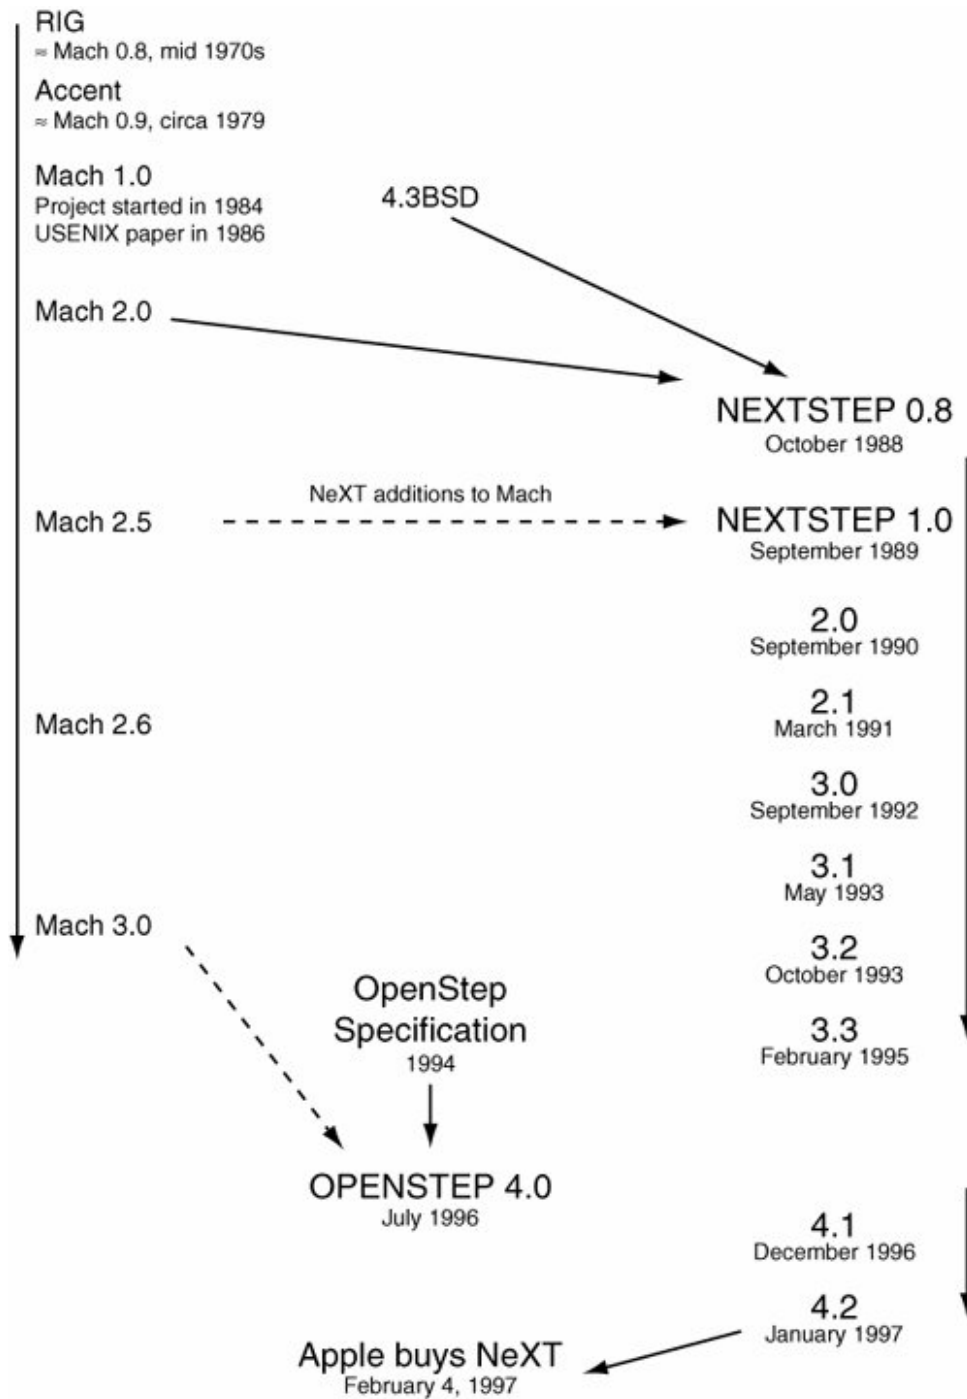 RIG
≈ Mach 0.8, mid 1970s
Accent
≈ Mach 0.9, circa 1979
Mach 1.0
Project started in 1984
USENIX paper in 1986
4.3BSD
Mach 2.0
NEXTSTEP 0.8
October 1988
NeXT additions to Mach
Mach 2.5
NEXTSTEP 1.0
September 1989
2.0
September 1990
Mach 2.6
2.1
March 1991
3.0
September 1992
3.1
May 1993
Mach 3.0
3.2
October 1993
OpenStep
Specification
1994
3.3
February 1995
OPENSTEP 4.0
July 1996
4.1
December 1996
4.2
January 1997
Apple buys NeXT
February 4, 1997